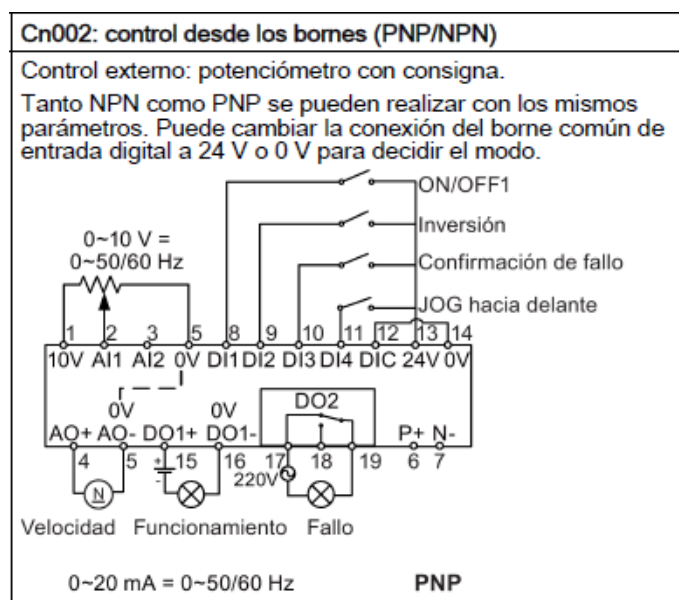 Cn002: control desde los bornes (PNP/NPN)
Control externo: potenciómetro con consigna.
Tanto NPN como PNP se pueden realizar con los mismos
parámetros. Puede cambiar la conexión del borne común de
entrada digital a 24 V o 0 V para decidir el modo.
ON/OFF1
Inversión
0~10 V =
0~50/60 Hz
Confirmación de fallo
JOG hacia delante
1 2 3 5 8 9 10 11 12 13 14
10V AI1 AI2 0V DI1 DI2 DI3 DI4 DIC 24V 0V
DO2
0V 0V
AO+ AO- DO1+ DO1- P+ N-
4 5 + - 15 16 17 18 19 6 7
220V
N
Velocidad Funcionamiento Fallo
0~20 mA = 0~50/60 Hz PNP